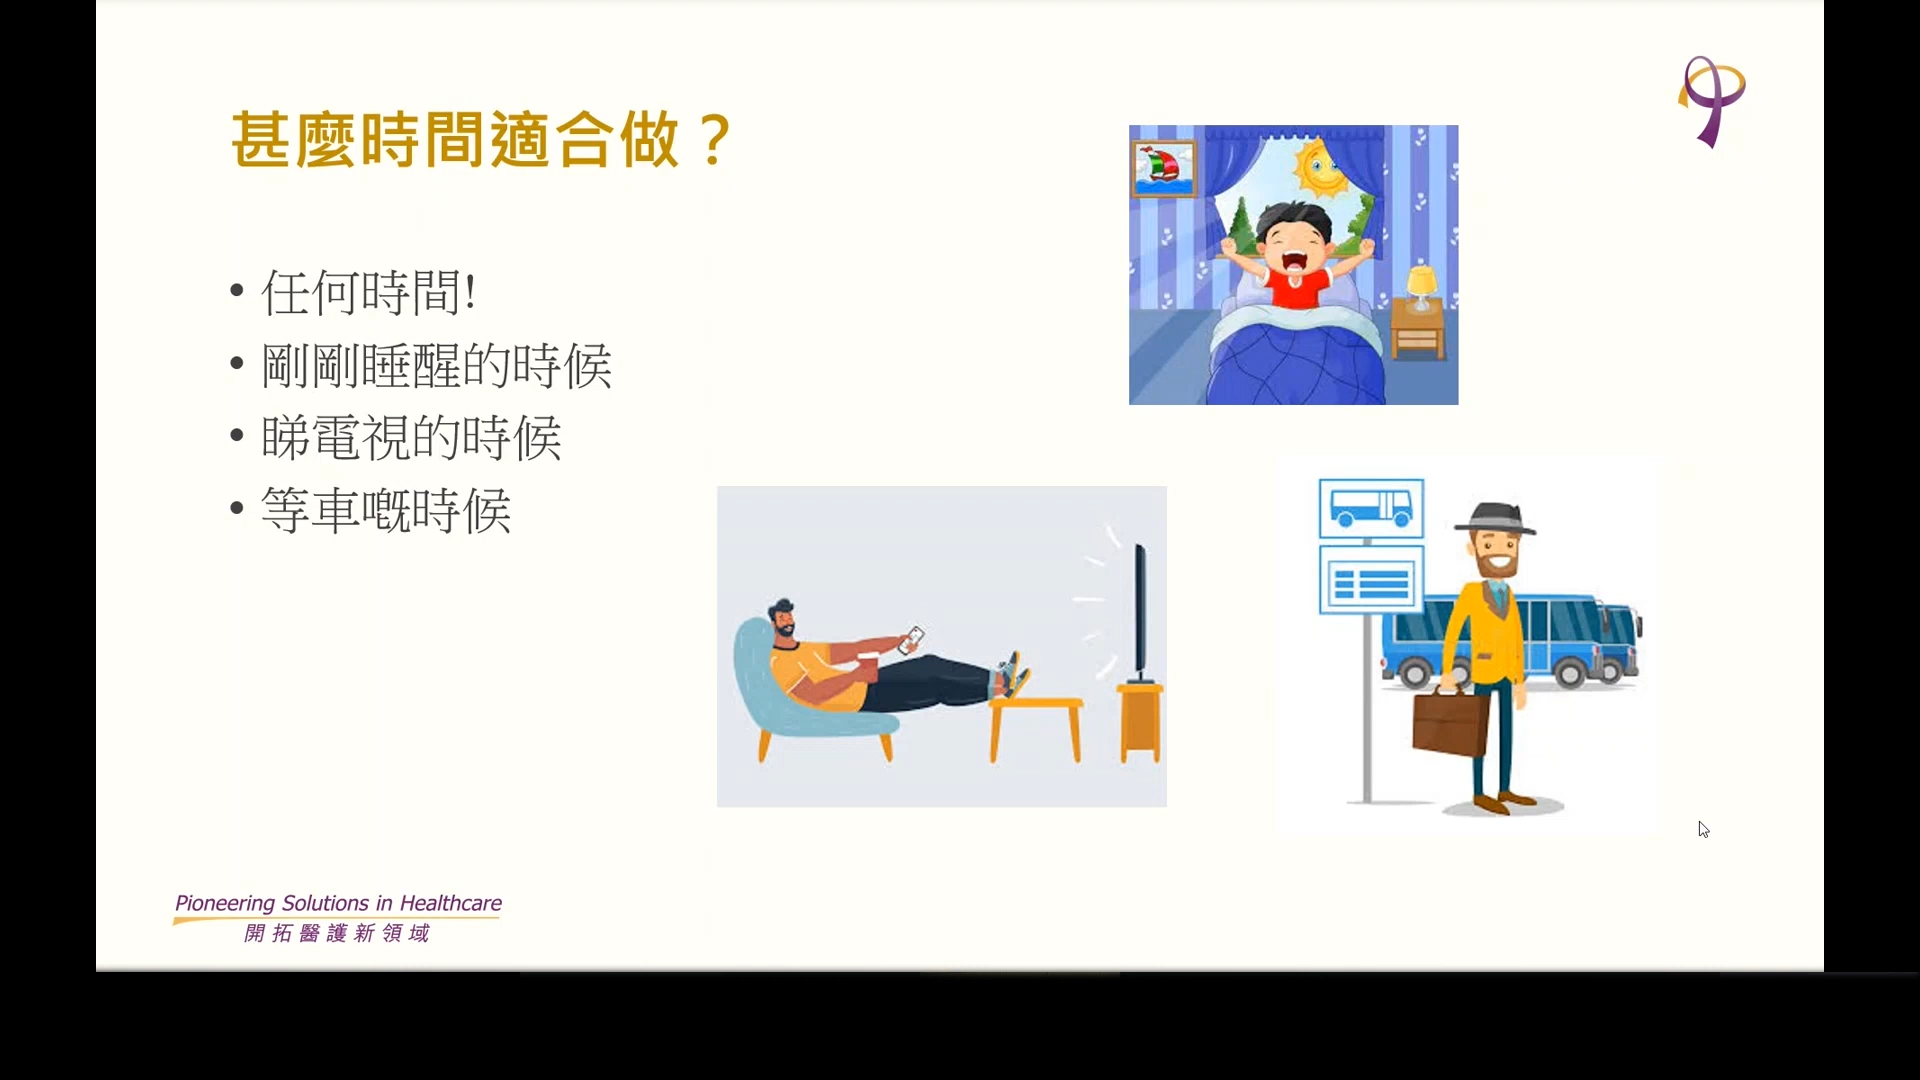 甚麼時間適合做？
• 任何時間!
• 剛剛睡醒的時候
• 睇電視的時候
• 等車嘅時候
Pioneering Solutions in Healthcare
開拓醫護新領域